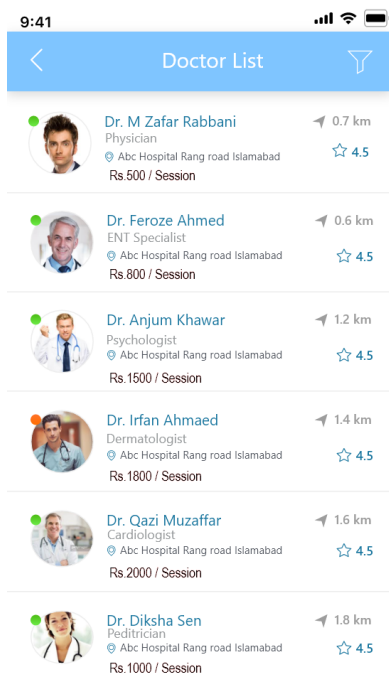 9:41
Doctor List
Dr. M Zafar Rabbani
0.7 km
Physician
Abc Hospital Rang road Islamabad
4.5
Rs.500 / Session
Dr. Feroze Ahmed
0.6 km
ENT Specialist
Abc Hospital Rang road Islamabad
4.5
Rs.800 / Session
Dr. Anjum Khawar
1.2 km
Psychologist
Abc Hospital Rang road Islamabad
4.5
Rs.1500 / Session
Dr. Irfan Ahmaed
1.4 km
Dermatologist
Abc Hospital Rang road Islamabad
4.5
Rs.1800 / Session
Dr. Qazi Muzaffar
1.6 km
Cardiologist
Abc Hospital Rang road Islamabad
4.5
Rs.2000 / Session
Dr. Diksha Sen
1.8 km
Peditrician
Abc Hospital Rang road Islamabad
4.5
Rs.1000 / Session